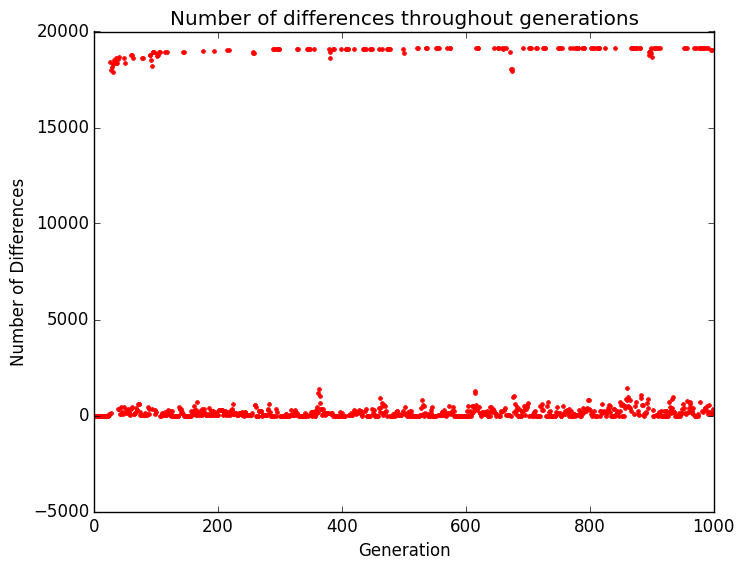 Number of differences throughout generations
20000
15000
10000
5000
0
−5000
Number of Differences
0 200 400 600 800 1000
Generation